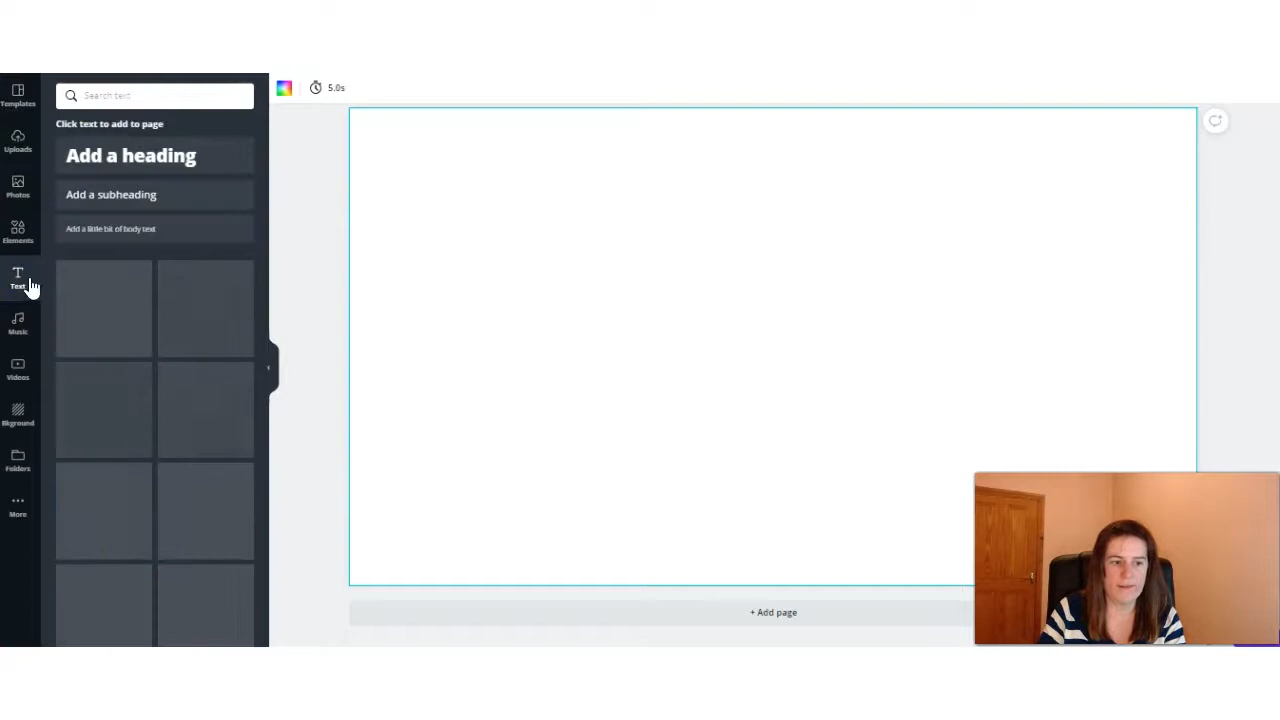 Templates
Uploads
Photos
Elements
Text
Music
Videos
Bkground
Folders
More
Search text
Click text to add to page
Add a heading
Add a subheading
Add a little bit of body text
5.0s
+ Add page